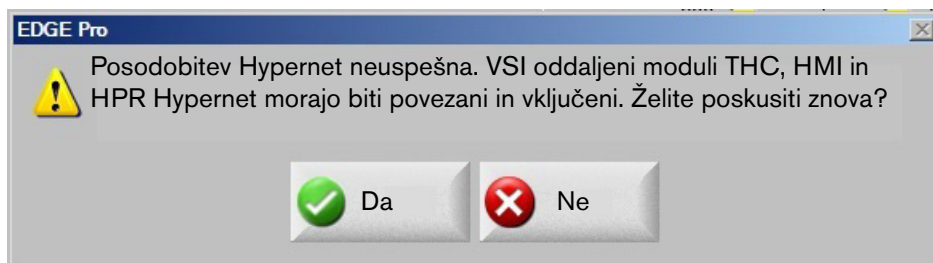 EDGE Pro
Posodobitev Hypernet neuspešna. VSI oddaljeni moduli THC, HMI in
HPR Hypernet morajo biti povezani in vključeni. Želite poskusiti znova?
Da
Ne